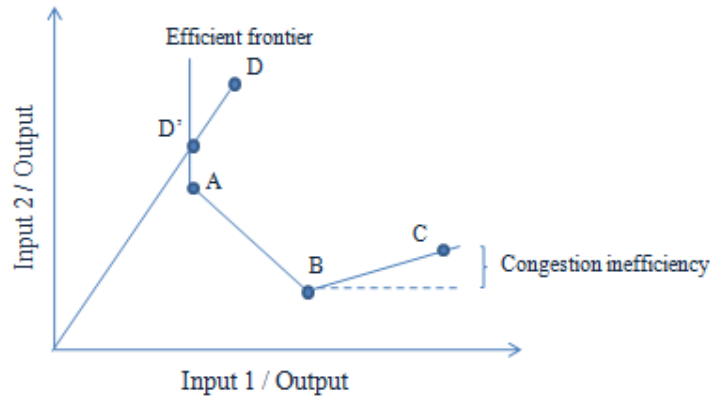 Efficient frontier
D
D’
A
B
C
Congestion inefficiency
Input 2 / Output
Input 1 / Output